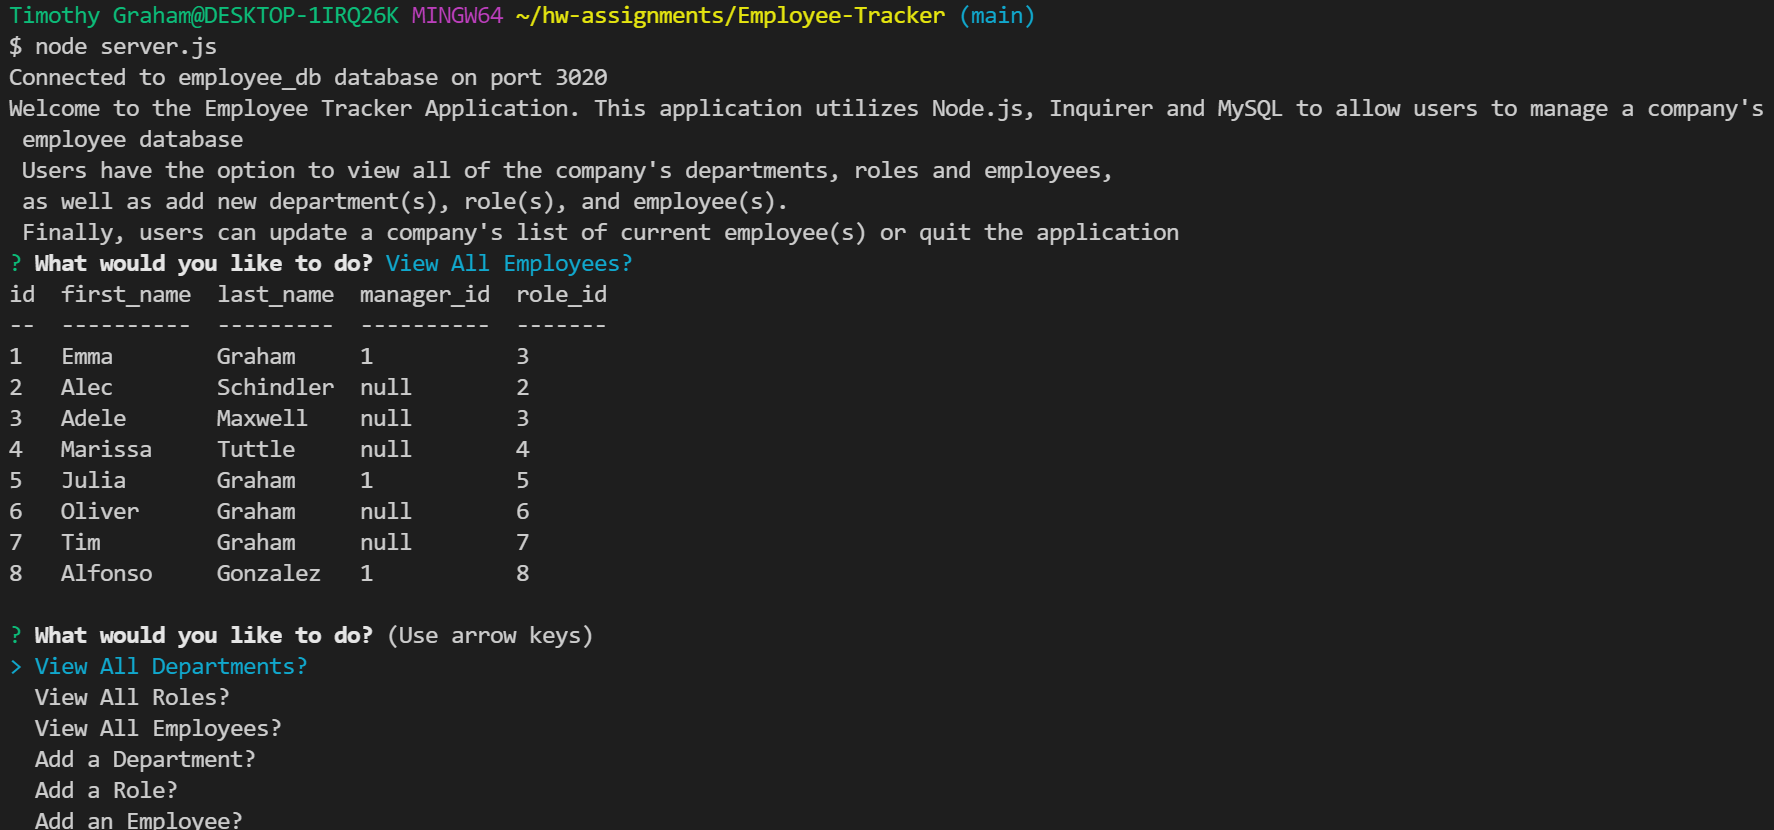 Timothy Graham@DESKTOP-1IRQ26K MINGW64 ~/hw-assignments/Employee-Tracker (main)
$ node server.js
Connected to employee_db database on port 3020
Welcome to the Employee Tracker Application. This application utilizes Node.js, Inquirer and MySQL to allow users to manage a company's
 employee database
 Users have the option to view all of the company's departments, roles and employees,
 as well as add new department(s), role(s), and employee(s).
 Finally, users can update a company's list of current employee(s) or quit the application
? What would you like to do? View All Employees?
id  first_name  last_name  manager_id  role_id
--  ----------  ---------  ----------  -------
1   Emma        Graham     1           3
2   Alec        Schindler  null        2
3   Adele       Maxwell    null        3
4   Marissa     Tuttle     null        4
5   Julia       Graham     1           5
6   Oliver      Graham     null        6
7   Tim         Graham     null        7
8   Alfonso     Gonzalez   1           8
? What would you like to do? (Use arrow keys)
> View All Departments?
  View All Roles?
  View All Employees?
  Add a Department?
  Add a Role?
  Add an Employee?